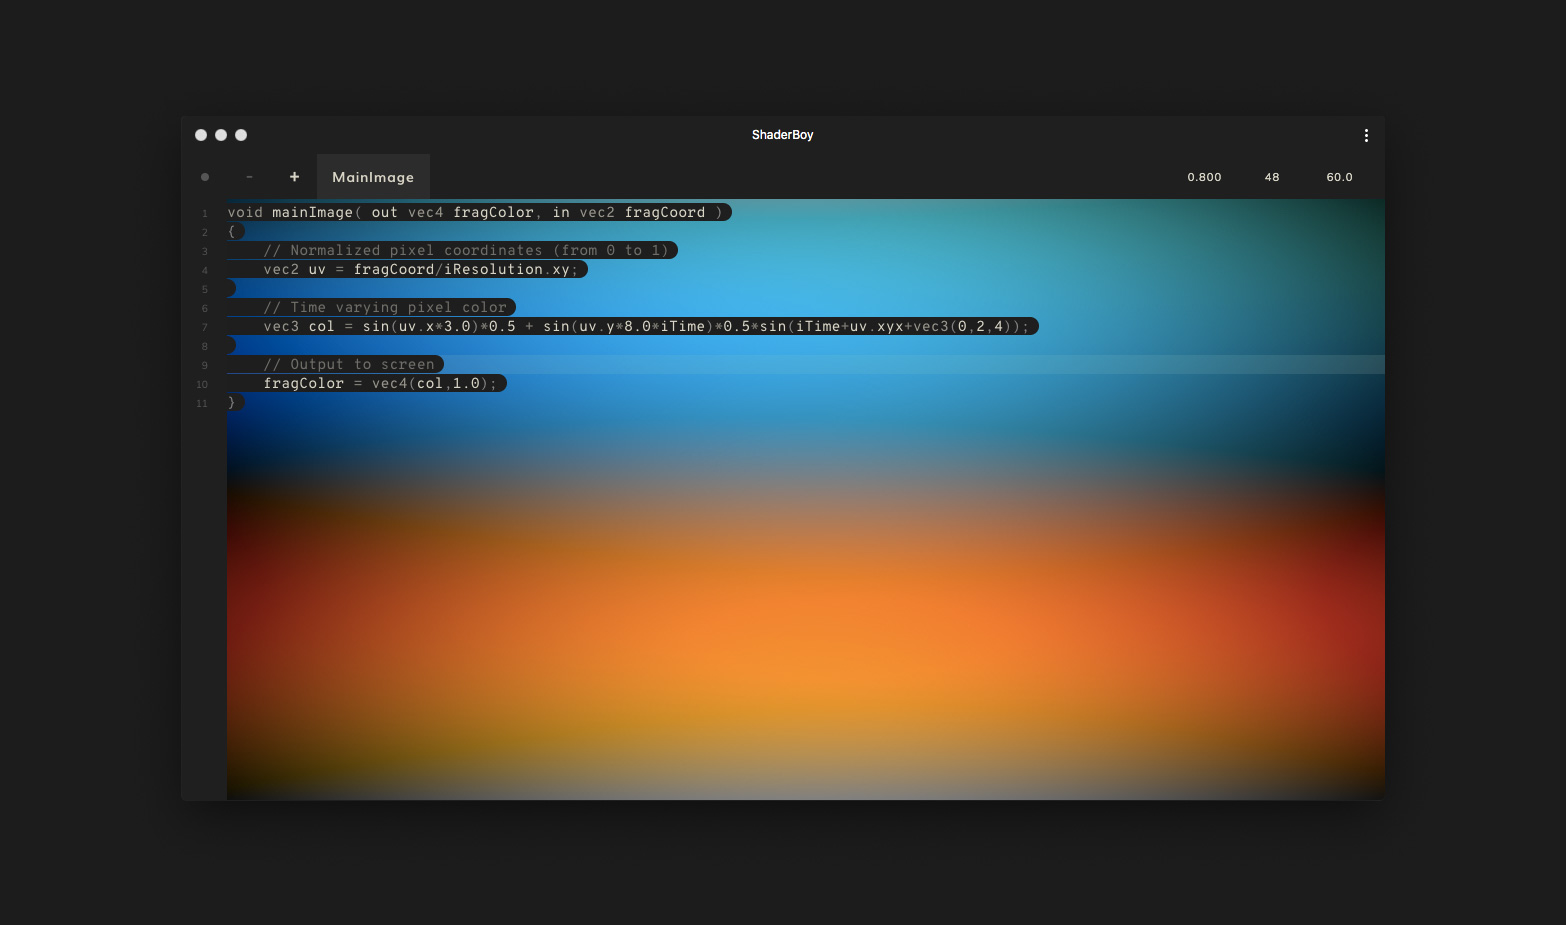 ShaderBoy
- + MainImage 0.800 48 60.0
1 void mainImage( out vec4 fragColor, in vec2 fragCoord )
2 {
3     // Normalized pixel coordinates (from 0 to 1)
4     vec2 uv = fragCoord/iResolution.xy;
5
6     // Time varying pixel color
7     vec3 col = sin(uv.x*3.0)*0.5 + sin(uv.y*8.0*iTime)*0.5*sin(iTime+uv.xyx+vec3(0,2,4));
8
9     // Output to screen
10     fragColor = vec4(col,1.0);
11 }